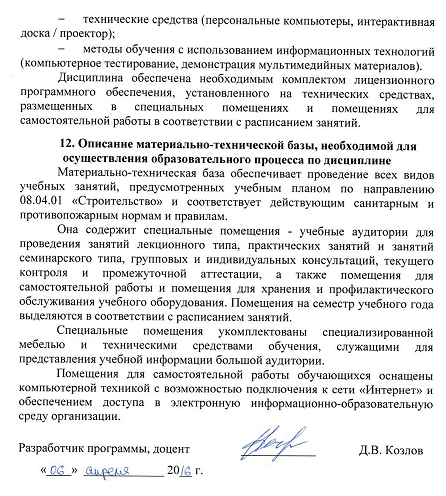 – технические средства (персональные компьютеры, интерактивная
доска / проектор);
– методы обучения с использованием информационных технологий
(компьютерное тестирование, демонстрация мультимедийных материалов).
Дисциплина обеспечена необходимым комплектом лицензионного
программного обеспечения, установленного на технических средствах,
размещенных в специальных помещениях и помещениях для
самостоятельной работы в соответствии с расписанием занятий.
12. Описание материально-технической базы, необходимой для
осуществления образовательного процесса по дисциплине
Материально-техническая база обеспечивает проведение всех видов
учебных занятий, предусмотренных учебным планом по направлению
08.04.01 «Строительство» и соответствует действующим санитарным и
противопожарным нормам и правилам.
Она содержит специальные помещения - учебные аудитории для
проведения занятий лекционного типа, практических занятий и занятий
семинарского типа, групповых и индивидуальных консультаций, текущего
контроля и промежуточной аттестации, а также помещения для
самостоятельной работы и помещения для хранения и профилактического
обслуживания учебного оборудования. Помещения на семестр учебного года
выделяются в соответствии с расписанием занятий.
Специальные помещения укомплектованы специализированной
мебелью и техническими средствами обучения, служащими для
представления учебной информации большой аудитории.
Помещения для самостоятельной работы обучающихся оснащены
компьютерной техникой с возможностью подключения к сети «Интернет» и
обеспечением доступа в электронную информационно-образовательную
среду организации.
Разработчик программы, доцент Д.В. Козлов
«06» апреля 2016 г.